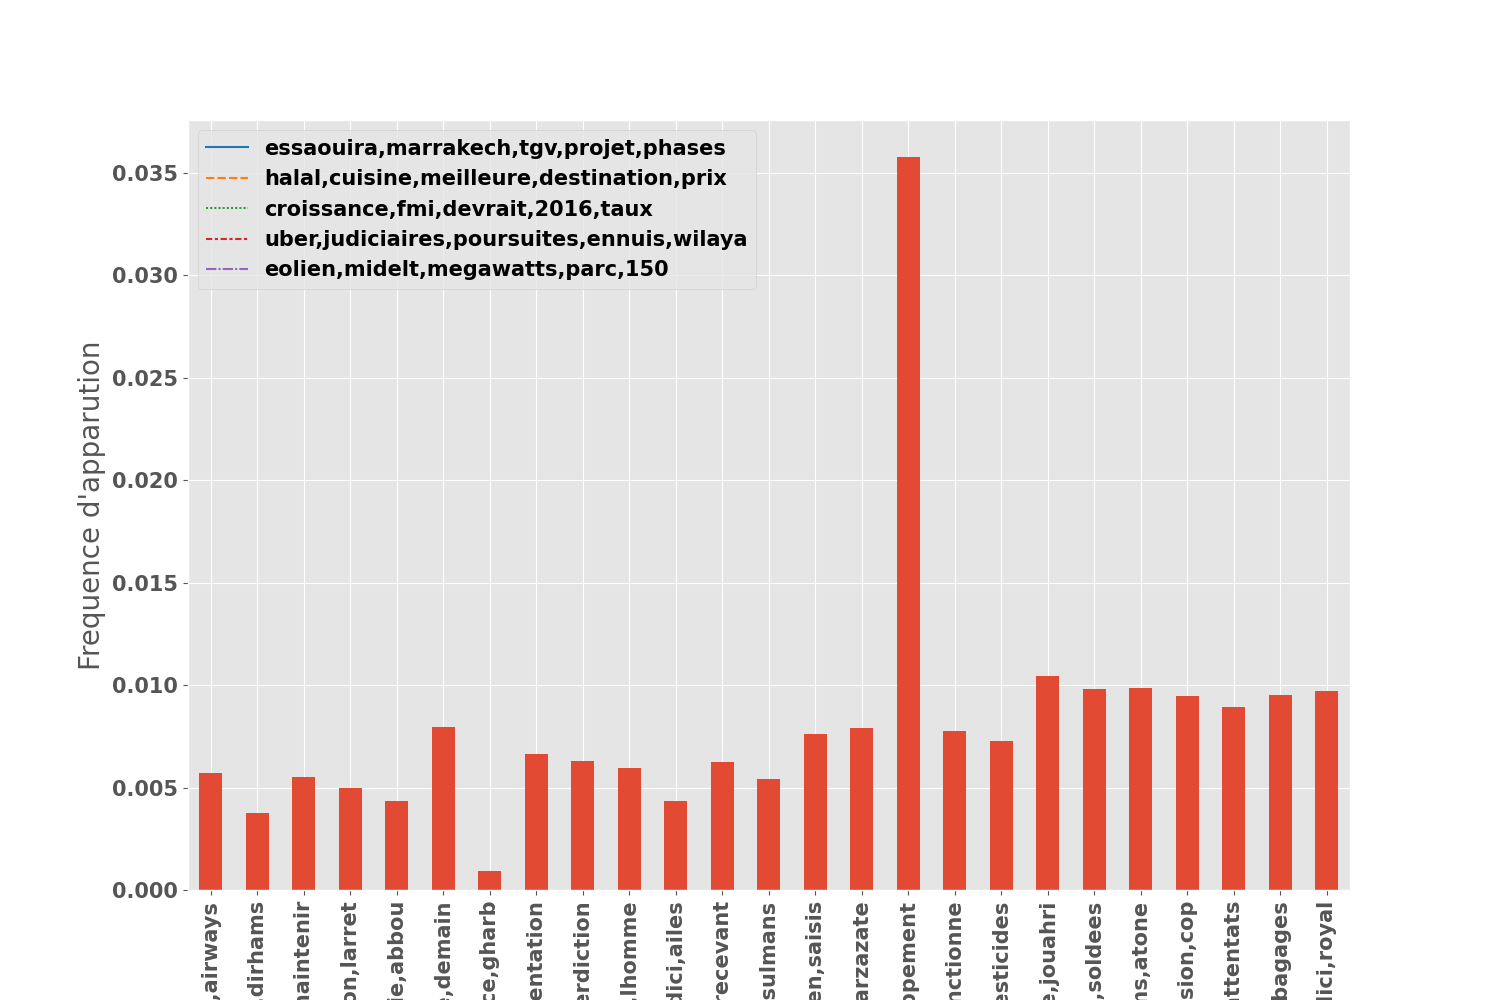 essaouira,marrakech,tgv,projet,phases
halal,cuisine,meilleure,destination,prix
croissance,fmi,devrait,2016,taux
uber,judiciaires,poursuites,ennuis,wilaya
eolien,midelt,megawatts,parc,150
Frequence d'apparution
0.035
0.030
0.025
0.020
0.015
0.010
0.005
0.000
,airways
,dirhams
naintenir
on,larret
ie,abbou
e,demain
ce,gharb
entation
erdiction
,lhomme
dici,ailes
recevant
sulmans
en,saisis
arzazate
ppement
nctionne
esticides
e,jouahri
,soldees
ns,atone
sion,cop
attentats
bagages
lici,royal